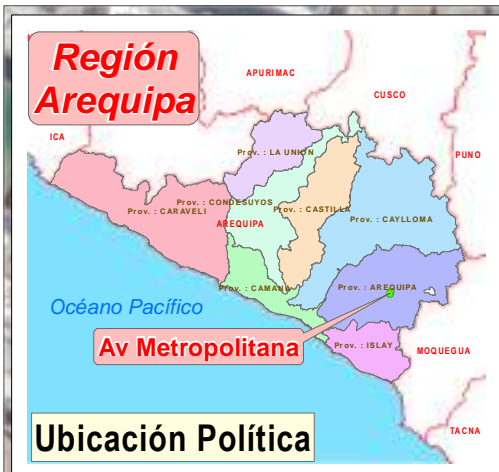 Región
Arequipa
APURIMAC
CUSCO
ICA
PUNO
Prov. : LA UNION
Prov. : CONDESUYOS
Prov. : CARAVELI
Prov. : CASTILLA
AREQUIPA
Prov. : CAYLLOMA
Prov. : CAMANA
Prov. : AREQUIPA
Océano Pacífico
Av Metropolitana
Prov. : ISLAY
MOQUEGUA
Ubicación Política
TACNA